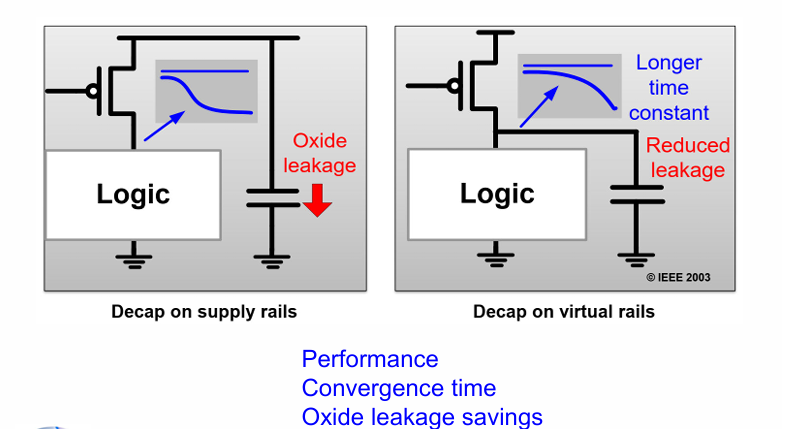 Oxide
leakage
Logic
Decap on supply rails
Longer
time
constant
Reduced
leakage
Logic
© IEEE 2003
Decap on virtual rails
Performance
Convergence time
Oxide leakage savings